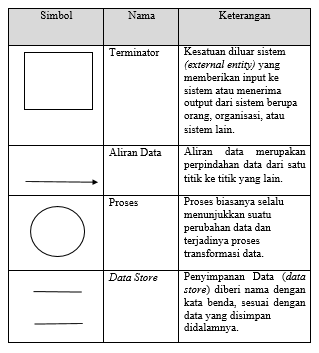 Simbol Nama Keterangan
Terminator
Kesatuan diluar sistem
(external entity) yang
memberikan input ke
sistem atau menerima
output dari sistem berupa
orang, organisasi, atau
sistem lain.
Aliran Data
Aliran data merupakan
perpindahan data dari satu
titik ke titik yang lain.
Proses
Proses biasanya selalu
menunjukkan suatu
perubahan data dan
terjadinya proses
transformasi data.
Data Store
Penyimpanan Data (data
store) diberi nama dengan
kata benda, sesuai dengan
data yang disimpan
didalamnya.